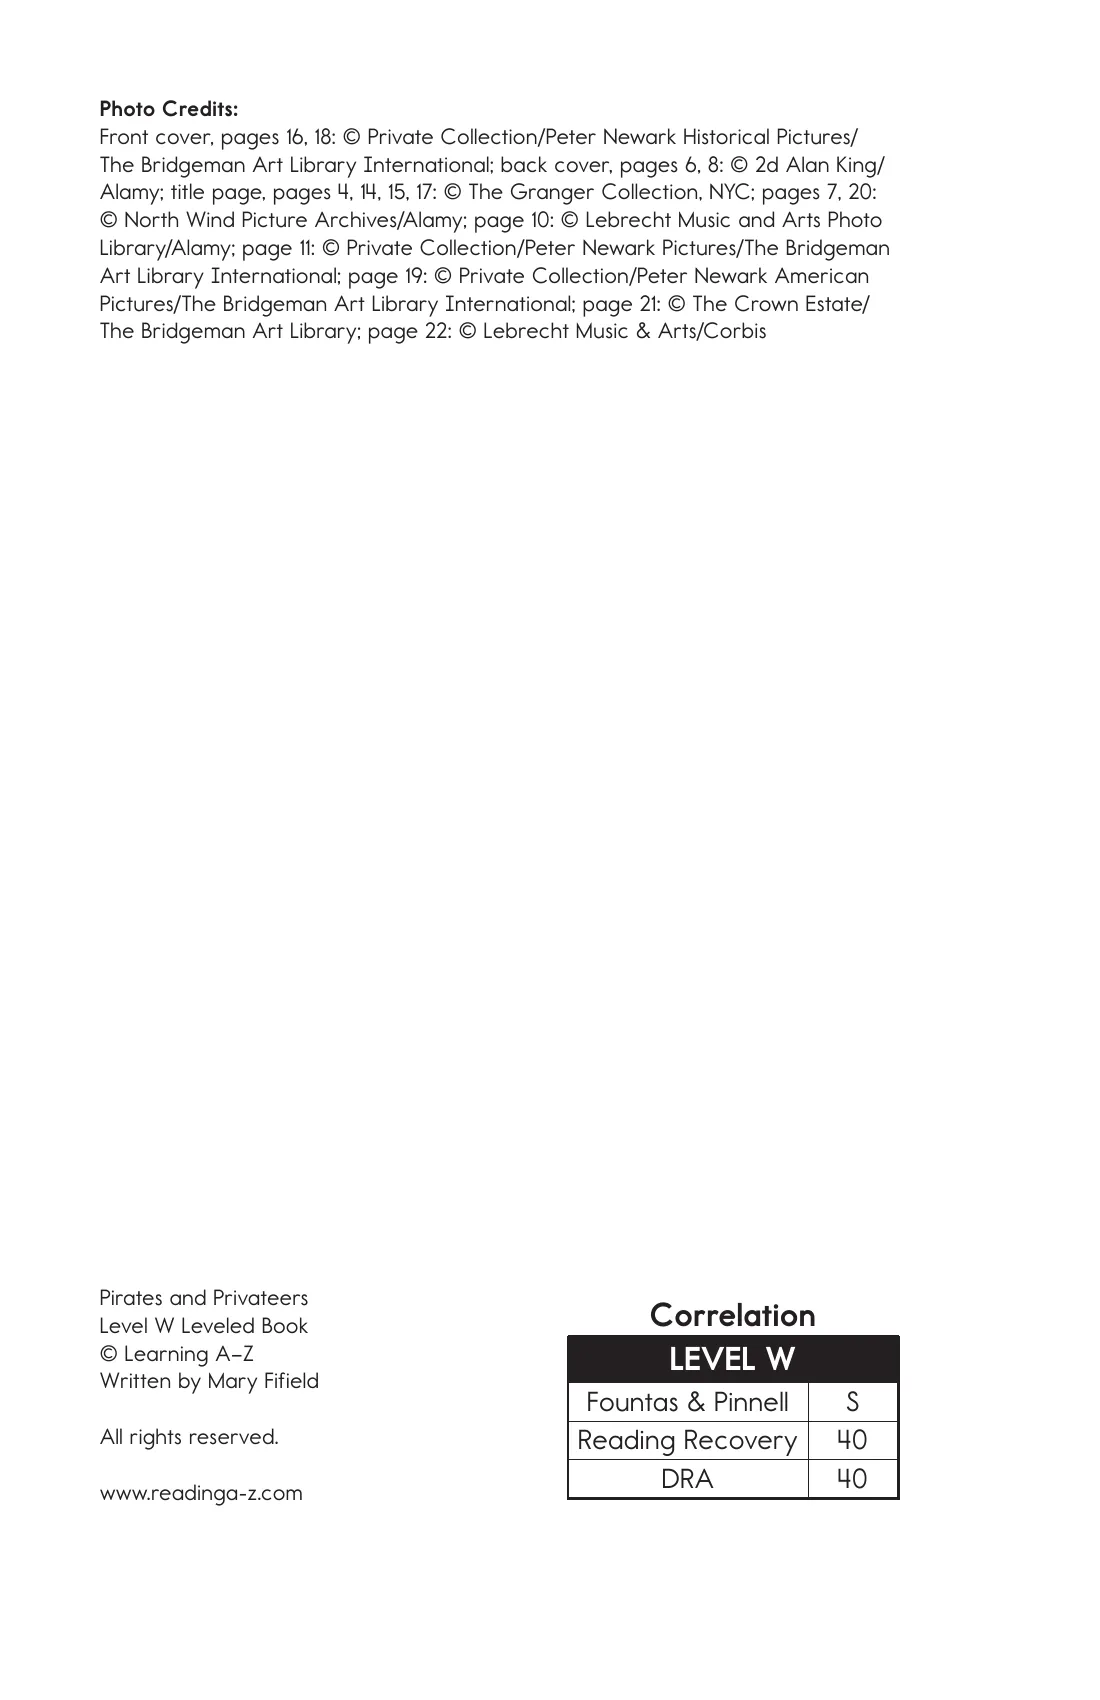 Photo Credits:
Front cover, pages 16, 18: © Private Collection/Peter Newark Historical Pictures/
The Bridgeman Art Library International; back cover, pages 6, 8: © 2d Alan King/
Alamy; title page, pages 4, 14, 15, 17: © The Granger Collection, NYC; pages 7, 20:
© North Wind Picture Archives/Alamy; page 10: © Lebrecht Music and Arts Photo
Library/Alamy; page 11: © Private Collection/Peter Newark Pictures/The Bridgeman
Art Library International; page 19: © Private Collection/Peter Newark American
Pictures/The Bridgeman Art Library International; page 21: © The Crown Estate/
The Bridgeman Art Library; page 22: © Lebrecht Music & Arts/Corbis
Pirates and Privateers
Level W Leveled Book
© Learning A–Z
Written by Mary Fifield
All rights reserved.
www.readinga-z.com
Correlation
LEVEL W
Fountas & Pinnell S
Reading Recovery 40
DRA 40